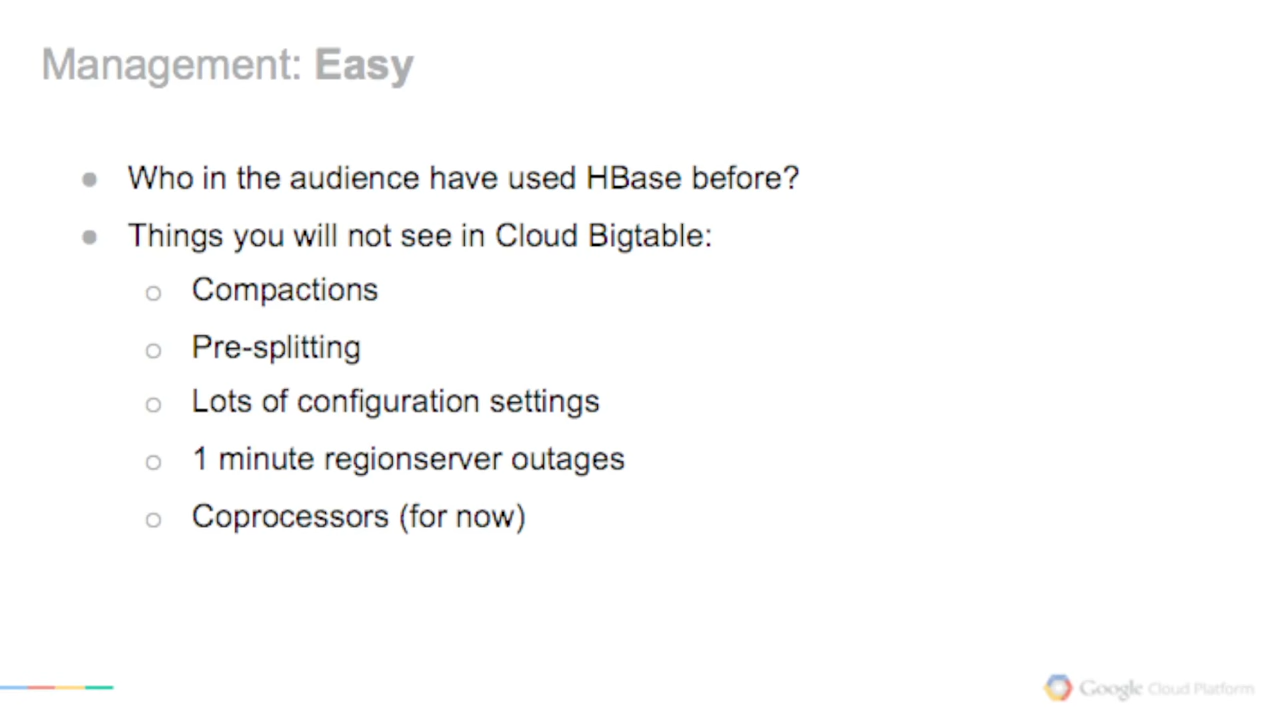 Management: Easy
Who in the audience have used HBase before?
Things you will not see in Cloud Bigtable:
Compactions
Pre-splitting
Lots of configuration settings
1 minute regionserver outages
Coprocessors (for now)
Google Cloud Platform